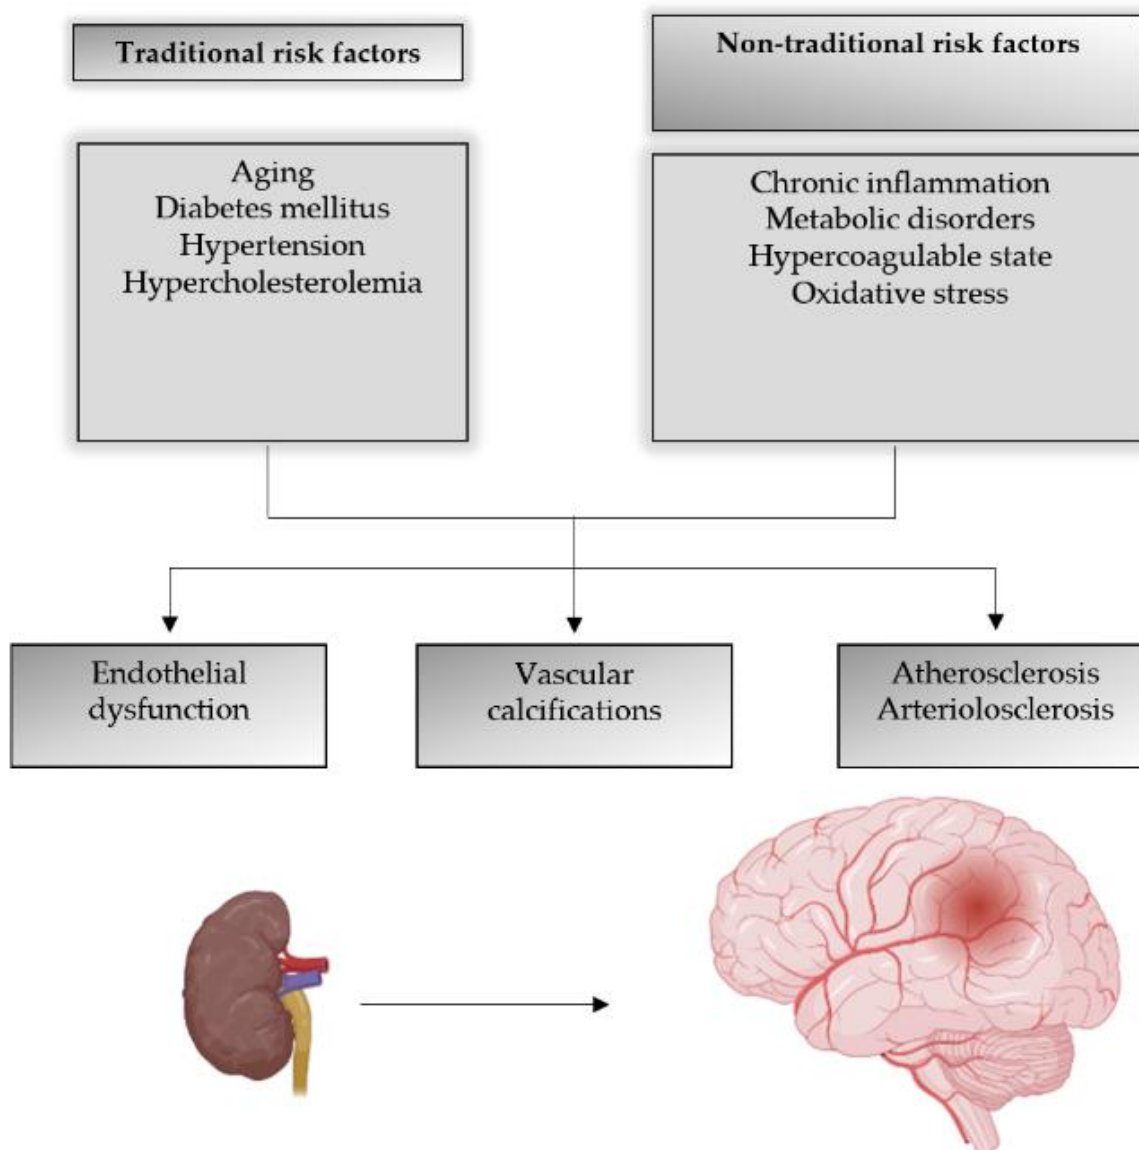 Traditional risk factors
Non-traditional risk factors
Aging
Diabetes mellitus
Hypertension
Hypercholesterolemia
Chronic inflammation
Metabolic disorders
Hypercoagulable state
Oxidative stress
Endothelial
dysfunction
Vascular
calcifications
Atherosclerosis
Arteriolosclerosis